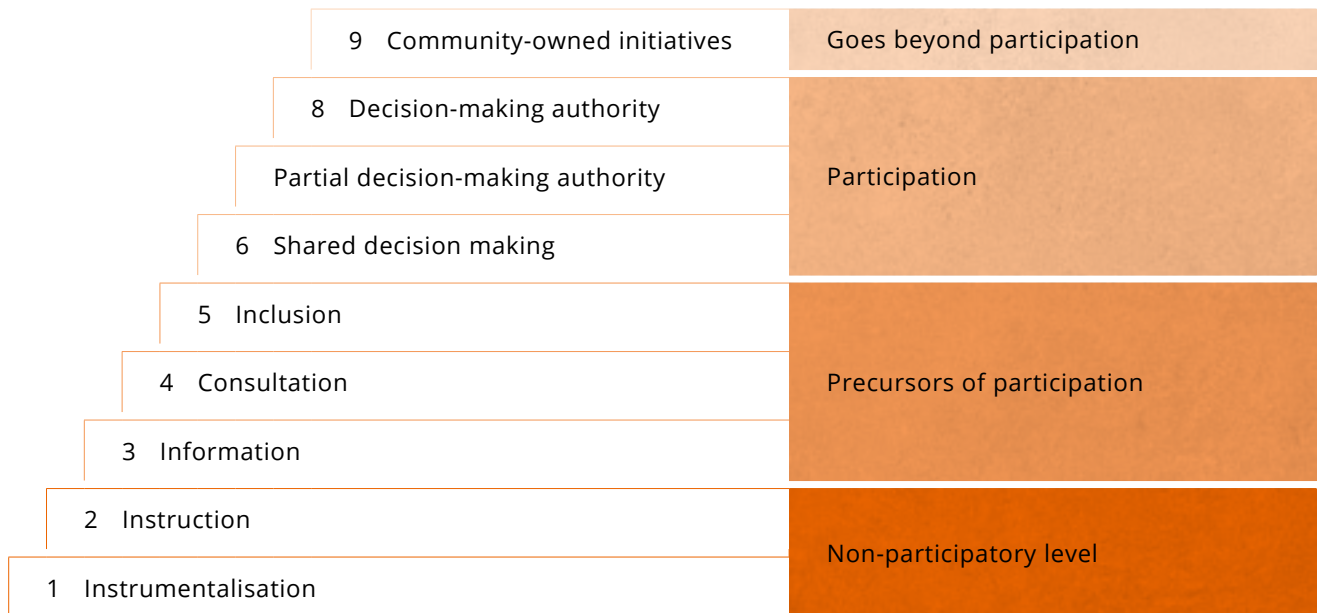 9 Community-owned initiatives
Goes beyond participation
8 Decision-making authority
Partial decision-making authority
Participation
6 Shared decision making
5 Inclusion
4 Consultation
Precursors of participation
3 Information
2 Instruction
Non-participatory level
1 Instrumentalisation